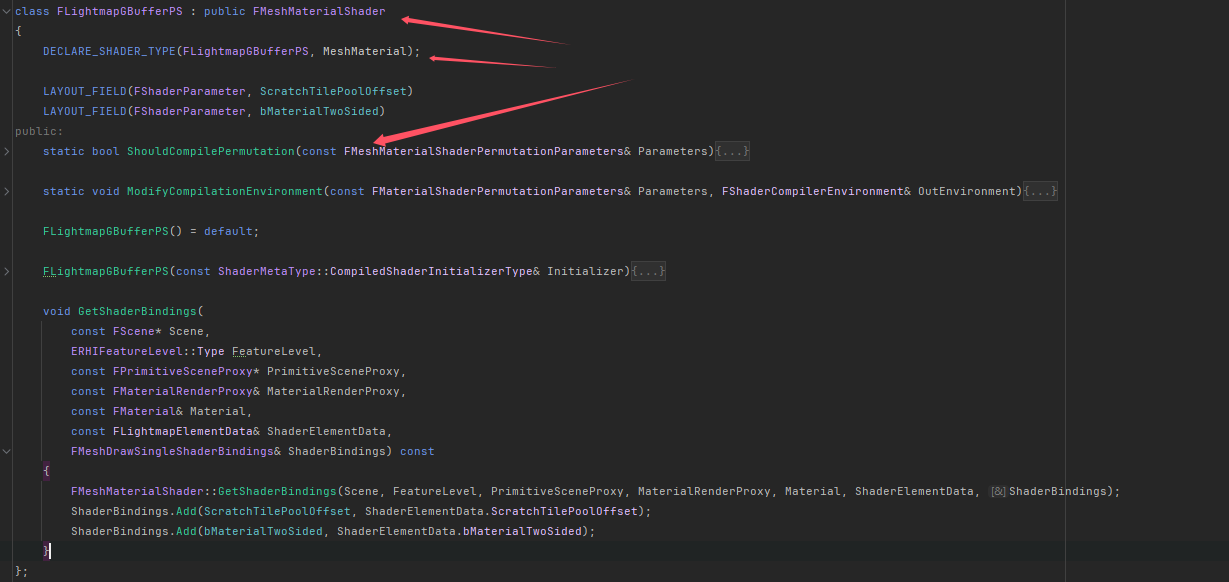 class FLightmapGBufferPS : public FMeshMaterialShader
{
DECLARE_SHADER_TYPE(FLightmapGBufferPS, MeshMaterial);
LAYOUT_FIELD(FShaderParameter, ScratchTilePoolOffset)
LAYOUT_FIELD(FShaderParameter, bMaterialTwoSided)
public:
static bool ShouldCompilePermutation(const FMeshMaterialShaderPermutationParameters& Parameters){...}
static void ModifyCompilationEnvironment(const FMaterialShaderPermutationParameters& Parameters, FShaderCompilerEnvironment& OutEnvironment){...}
FLightmapGBufferPS() = default;
FLightmapGBufferPS(const ShaderMetaType::CompiledShaderInitializerType& Initializer){...}
void GetShaderBindings(
const FScene* Scene,
ERHIFeatureLevel::Type FeatureLevel,
const FPrimitiveSceneProxy* PrimitiveSceneProxy,
const FMaterialRenderProxy& MaterialRenderProxy,
const FMaterial& Material,
const FLightmapElementData& ShaderElementData,
FMeshDrawSingleShaderBindings& ShaderBindings) const
{
FMeshMaterialShader::GetShaderBindings(Scene, FeatureLevel, PrimitiveSceneProxy, MaterialRenderProxy, Material, ShaderElementData, [&]ShaderBindings);
ShaderBindings.Add(ScratchTilePoolOffset, ShaderElementData.ScratchTilePoolOffset);
ShaderBindings.Add(bMaterialTwoSided, ShaderElementData.bMaterialTwoSided);
}
};